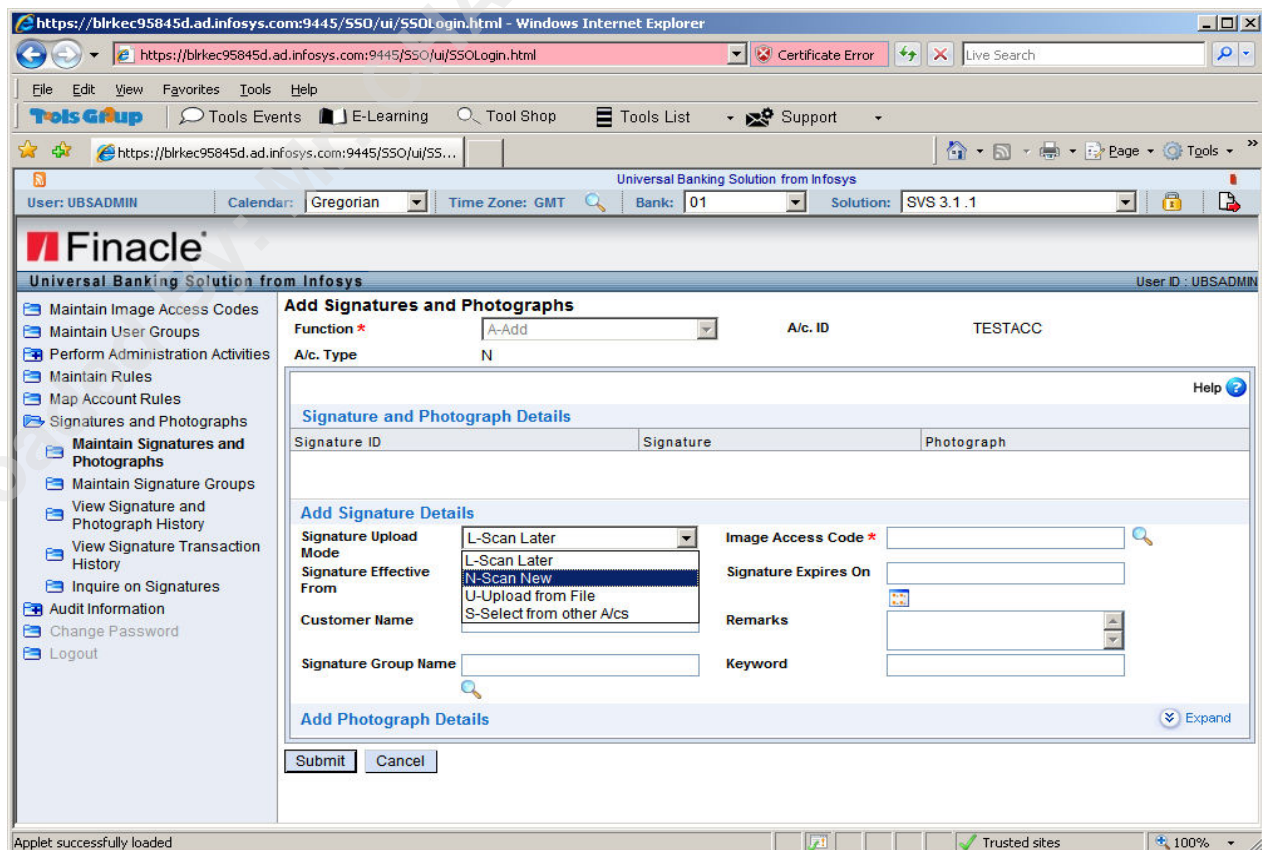 https://blrkec95845d.ad.infosys.com:9445/SSO/ui/SSOLogin.html - Windows Internet Explorer
https://blrkec95845d.ad.infosys.com:9445/SSO/ui/SSOLogin.html Certificate Error Live Search
File Edit View Favorites Tools Help
Tools Group Tools Events E-Learning Tool Shop Tools List Support
https://blrkec95845d.ad.infosys.com:9445/SSO/ui/SS... Page Tools »
Universal Banking Solution from Infosys
User: UBSADMIN Calendar: Gregorian Time Zone: GMT Bank: 01 Solution: SVS 3.1 .1
Finacle
Universal Banking Solution from Infosys User ID : UBSADMIN
Maintain Image Access Codes
Maintain User Groups
Perform Administration Activities
Maintain Rules
Map Account Rules
Signatures and Photographs
Maintain Signatures and
Photographs
Maintain Signature Groups
View Signature and
Photograph History
View Signature Transaction
History
Inquire on Signatures
Audit Information
Change Password
Logout
Add Signatures and Photographs
Function * A-Add A/c. ID TESTACC
A/c. Type N
Help
Signature and Photograph Details
Signature ID Signature Photograph
Add Signature Details
Signature Upload
Mode L-Scan Later Image Access Code *
L-Scan Later
N-Scan New
U-Upload from File
S-Select from other A/cs
Signature Effective
From Signature Expires On
Customer Name Remarks
Signature Group Name Keyword
Add Photograph Details Expand
Submit Cancel
Applet successfully loaded Trusted sites 100%